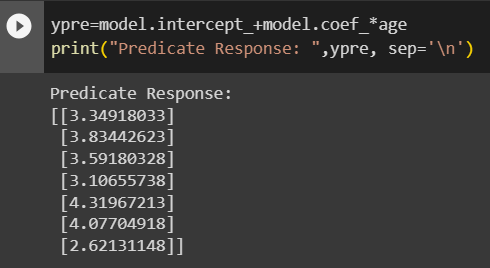 ypre=model.intercept_+model.coef_*age
print("Predicate Response: ",ypre, sep='\n')
Predicate Response:
[[3.34918033]
[3.83442623]
[3.59180328]
[3.10655738]
[4.31967213]
[4.07704918]
[2.62131148]]